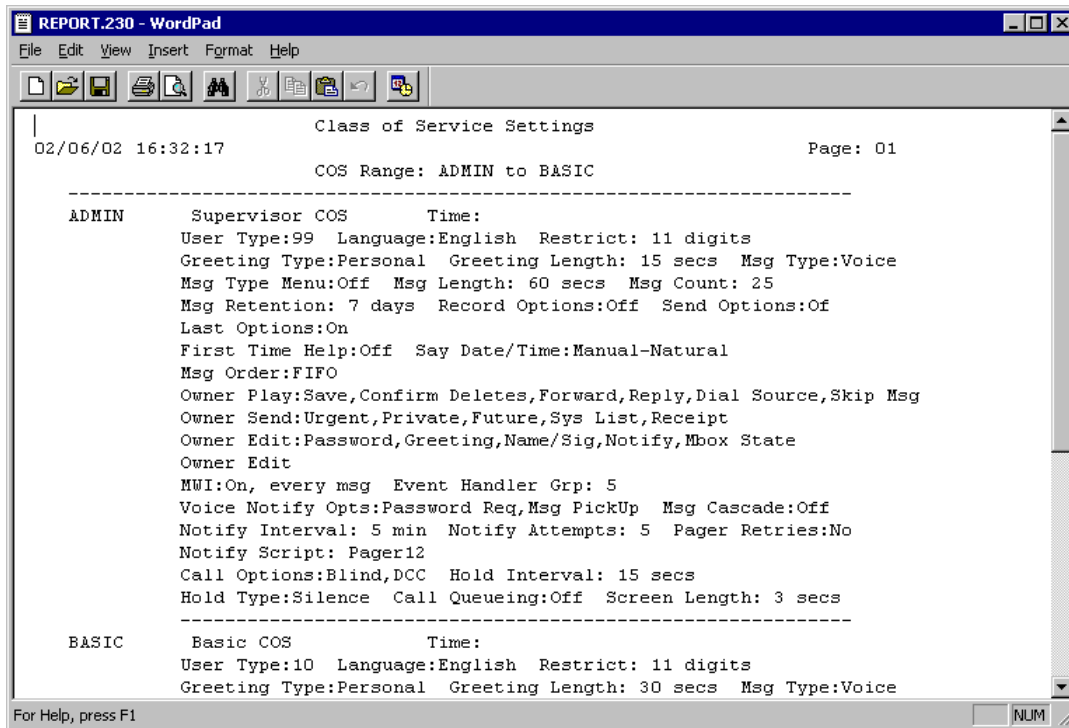 REPORT.230 - WordPad
File Edit View Insert Format Help
Class of Service Settings
02/06/02 16:32:17 Page: 01
COS Range: ADMIN to BASIC
----------------------------------------------------------------------
ADMIN Supervisor COS Time:
User Type:99 Language:English Restrict: 11 digits
Greeting Type:Personal Greeting Length: 15 secs Msg Type:Voice
Msg Type Menu:Off Msg Length: 60 secs Msg Count: 25
Msg Retention: 7 days Record Options:Off Send Options:Of
Last Options:On
First Time Help:Off Say Date/Time:Manual-Natural
Msg Order:FIFO
Owner Play:Save,Confirm Deletes,Forward,Reply,Dial Source,Skip Msg
Owner Send:Urgent,Private,Future,Sys List,Receipt
Owner Edit:Password,Greeting,Name/Sig,Notify,Mbox State
Owner Edit
MWI:On, every msg Event Handler Grp: 5
Voice Notify Opts:Password Req,Msg PickUp Msg Cascade:Off
Notify Interval: 5 min Notify Attempts: 5 Pager Retries:No
Notify Script: Pager12
Call Options:Blind,DCC Hold Interval: 15 secs
Hold Type:Silence Call Queueing:Off Screen Length: 3 secs
------------------------------------------------------------
BASIC Basic COS Time:
User Type:10 Language:English Restrict: 11 digits
Greeting Type:Personal Greeting Length: 30 secs Msg Type:Voice
For Help, press F1 NUM